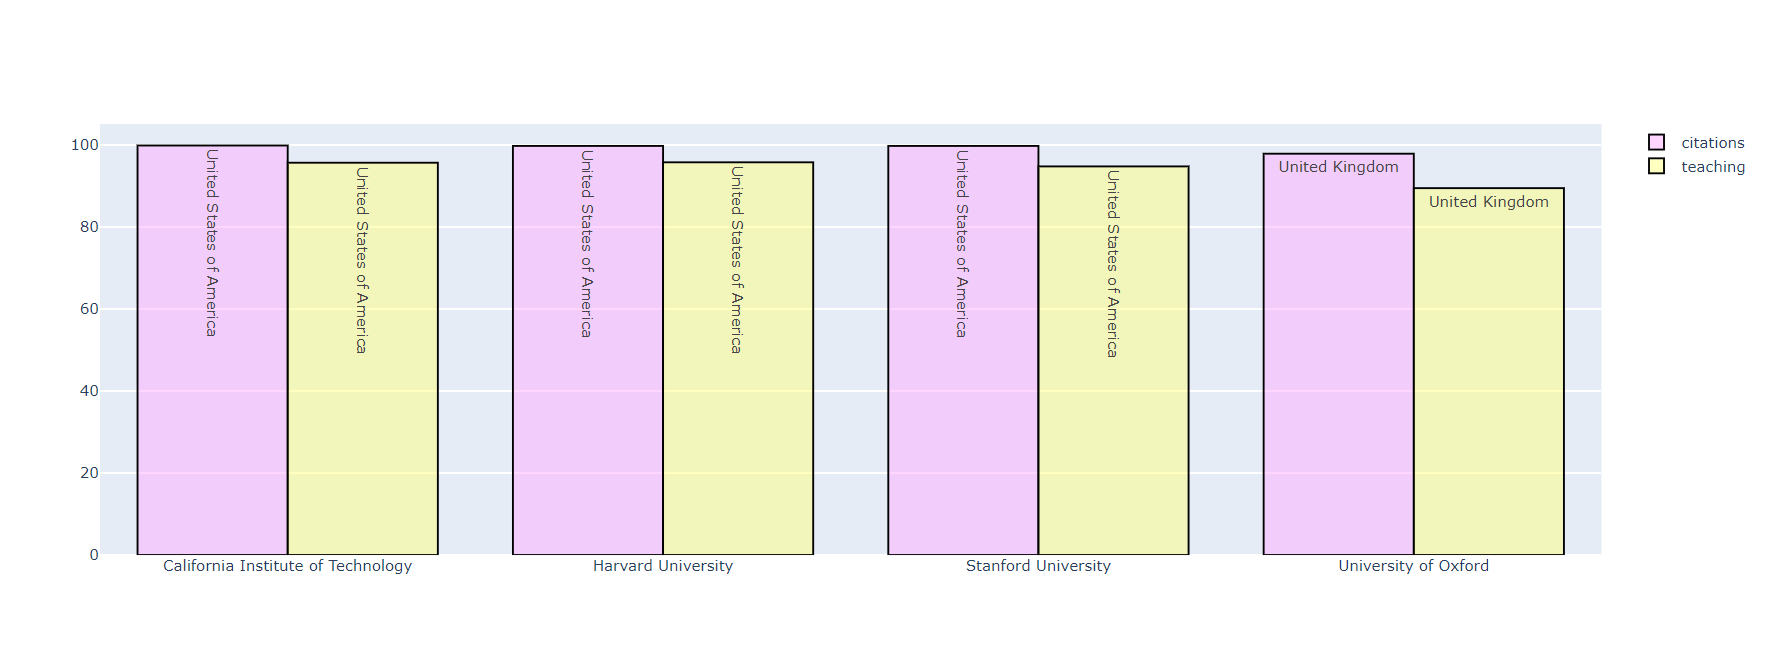 citations
teaching
100
80
60
40
20
0
United States of America
United States of America
United States of America
United States of America
United States of America
United States of America
United Kingdom
United Kingdom
California Institute of Technology
Harvard University
Stanford University
University of Oxford